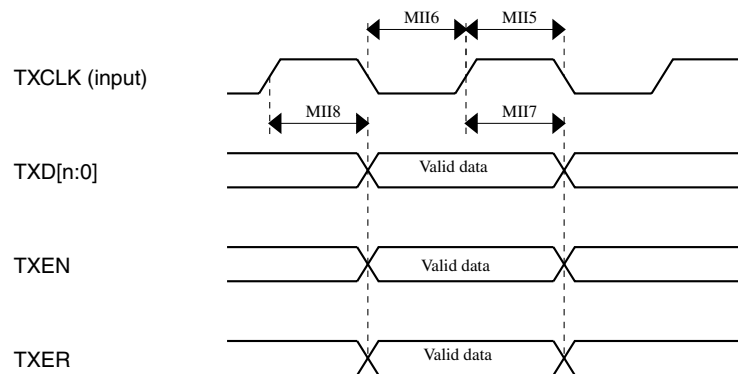 MII6 MII5
TXCLK (input)
MII8 MII7
TXD[n:0] Valid data
TXEN Valid data
TXER Valid data